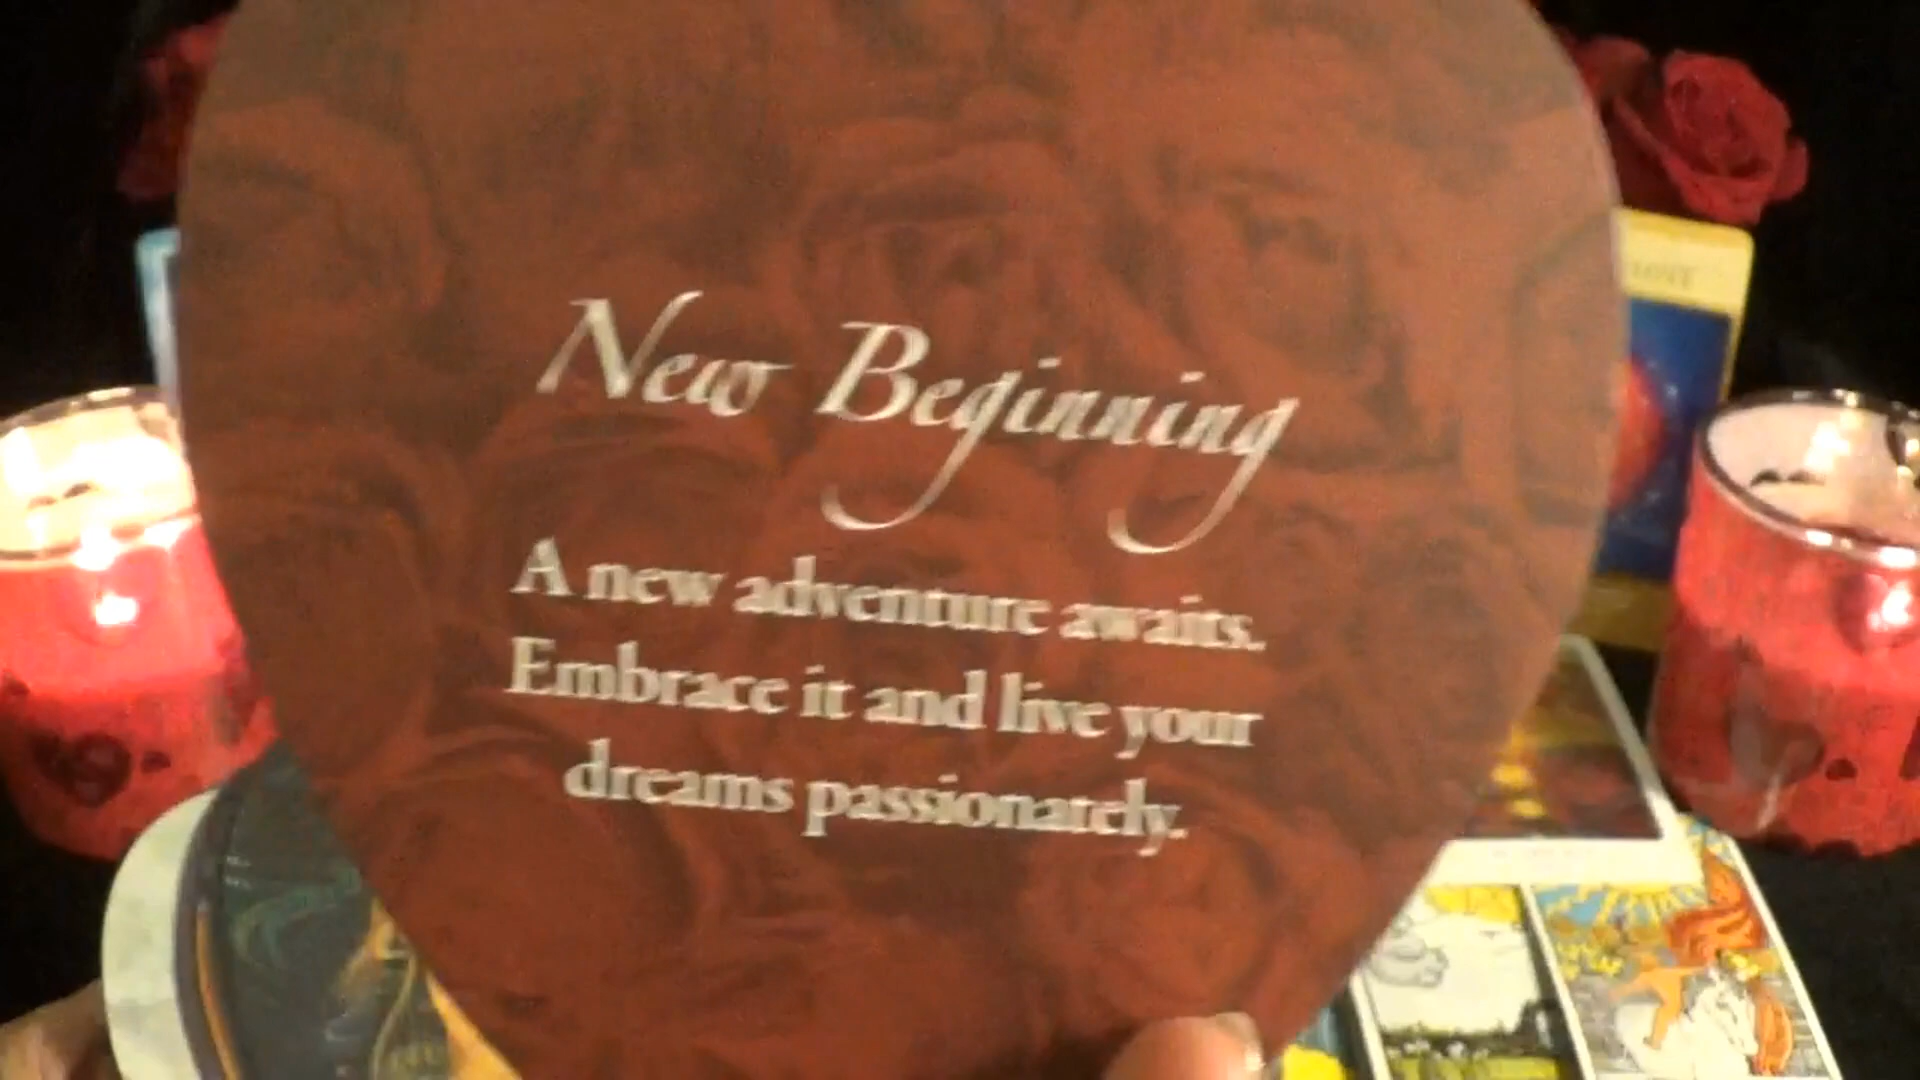 New Beginning
A new adventure awaits.
Embrace it and live your
dreams passionately.